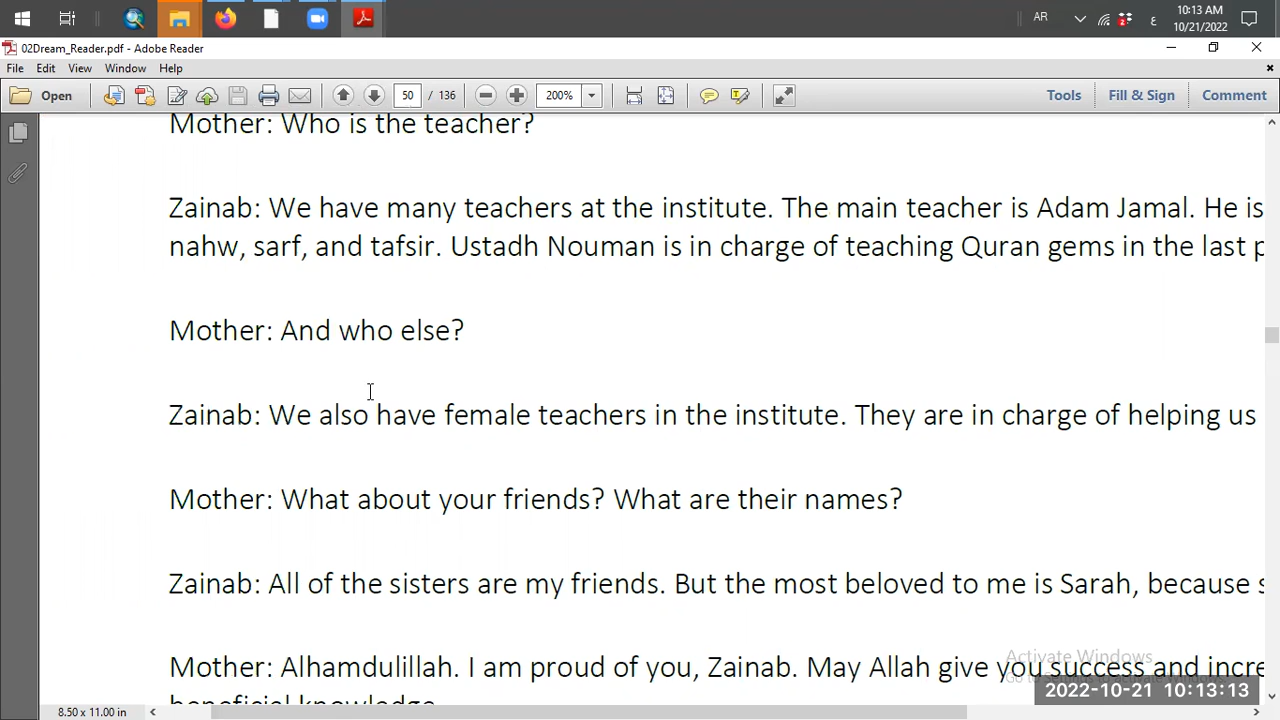 AR
ع
10:13 AM
10/21/2022
02Dream_Reader.pdf - Adobe Reader
File Edit View Window Help
Open 50 / 136 200% Tools Fill & Sign Comment
Mother: Who is the teacher?
Zainab: We have many teachers at the institute. The main teacher is Adam Jamal. He is
nahw, sarf, and tafsir. Ustadh Nouman is in charge of teaching Quran gems in the last
Mother: And who else?
Zainab: We also have female teachers in the institute. They are in charge of helping us
Mother: What about your friends? What are their names?
Zainab: All of the sisters are my friends. But the most beloved to me is Sarah, because
Mother: Alhamdulillah. I am proud of you, Zainab. May Allah give you success and incre
beneficial knowledge
Activate Windows
2022-10-21 10:13:13
8.50 x 11.00 in